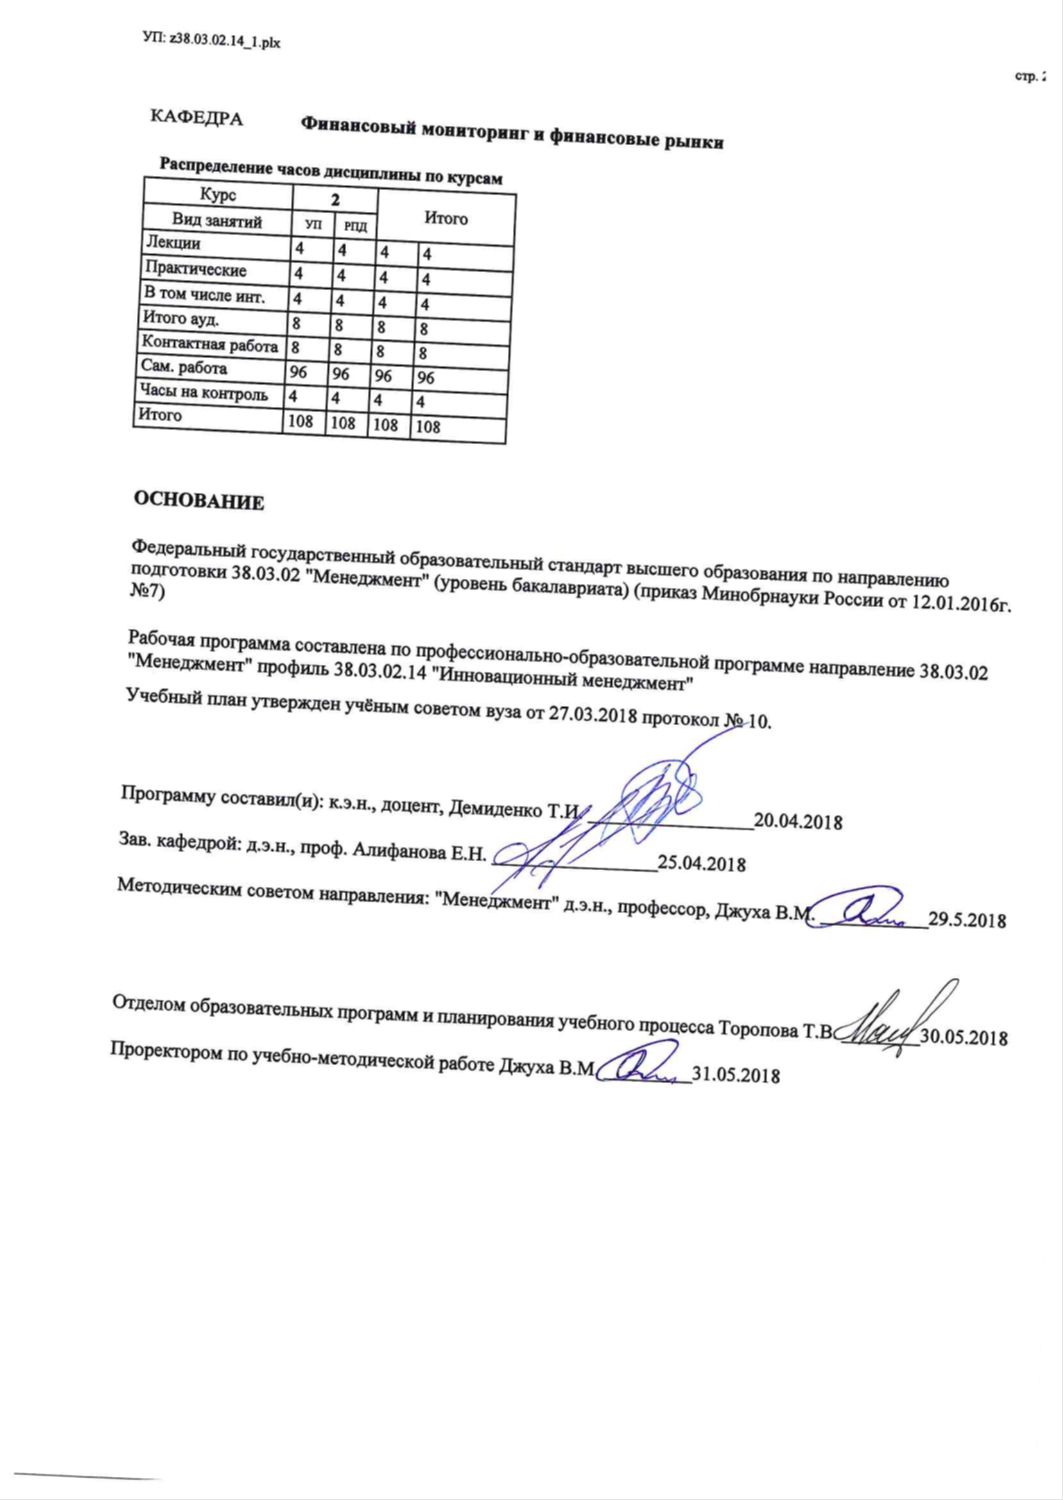 УП: z38.03.02.14_1.plx
стр. 2
КАФЕДРА Финансовый мониторинг и финансовые рынки
Распределение часов дисциплины по курсам
Курс 2 Итого
Вид занятий УП РПД
Лекции 4 4 4 4
Практические 4 4 4 4
В том числе инт. 4 4 4 4
Итого ауд. 8 8 8 8
Контактная работа 8 8 8 8
Сам. работа 96 96 96 96
Часы на контроль 4 4 4 4
Итого 108 108 108 108
ОСНОВАНИЕ
Федеральный государственный образовательный стандарт высшего образования по направлению
подготовки 38.03.02 "Менеджмент" (уровень бакалавриата) (приказ Минобрнауки России от 12.01.2016г.
№7)
Рабочая программа составлена по профессионально-образовательной программе направление 38.03.02
"Менеджмент" профиль 38.03.02.14 "Инновационный менеджмент"
Учебный план утвержден учёным советом вуза от 27.03.2018 протокол № 10.
Программу составил(и): к.э.н., доцент, Демиденко Т.И. 20.04.2018
Зав. кафедрой: д.э.н., проф. Алифанова Е.Н. 25.04.2018
Методическим советом направления: "Менеджмент" д.э.н., профессор, Джуха В.М. 29.5.2018
Отделом образовательных программ и планирования учебного процесса Торопова Т.В. 30.05.2018
Проректором по учебно-методической работе Джуха В.М. 31.05.2018